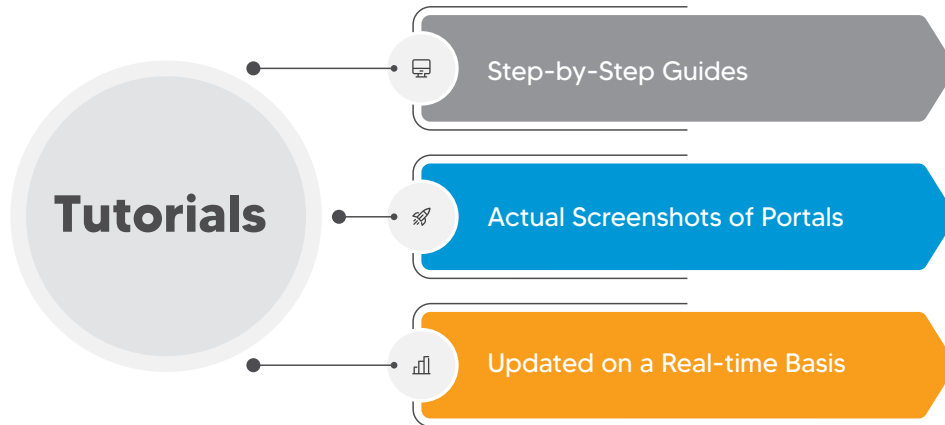 Tutorials
Step-by-Step Guides
Actual Screenshots of Portals
Updated on a Real-time Basis